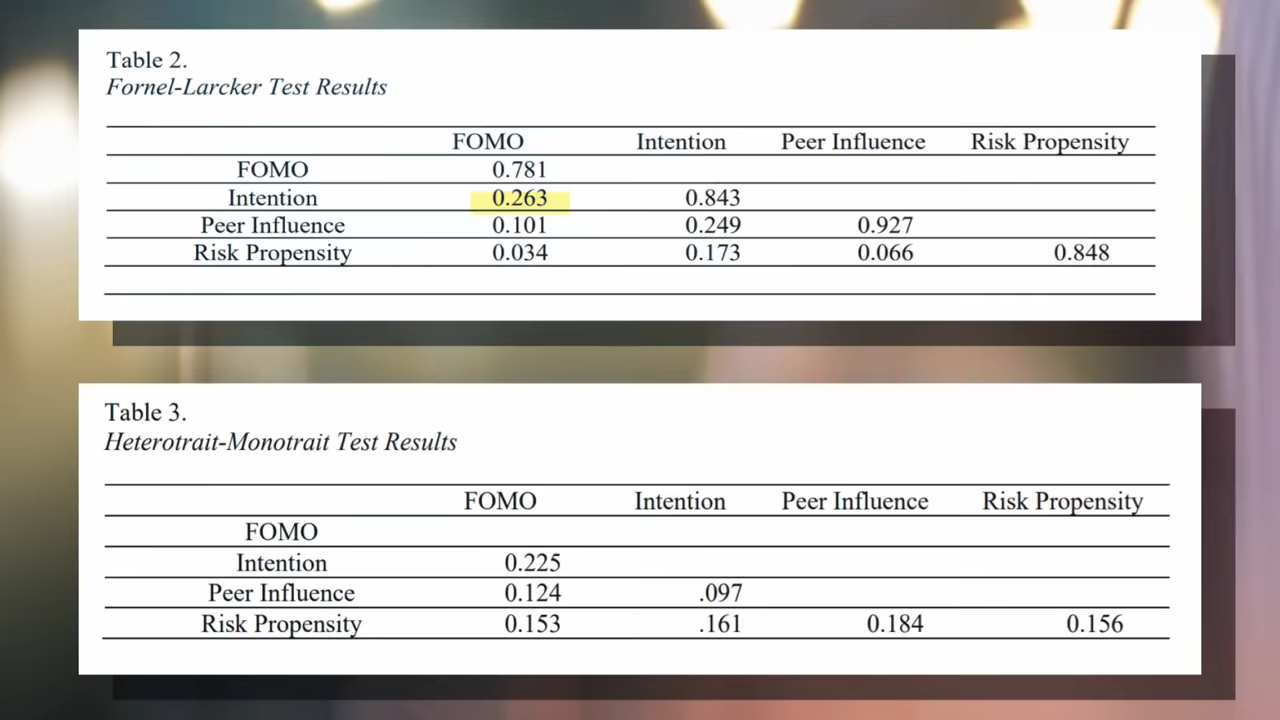 Table 2.
Fornel-Larcker Test Results
FOMO Intention Peer Influence Risk Propensity
FOMO 0.781
Intention 0.263 0.843
Peer Influence 0.101 0.249 0.927
Risk Propensity 0.034 0.173 0.066 0.848
Table 3.
Heterotrait-Monotrait Test Results
FOMO Intention Peer Influence Risk Propensity
FOMO
Intention 0.225
Peer Influence 0.124 .097
Risk Propensity 0.153 .161 0.184 0.156